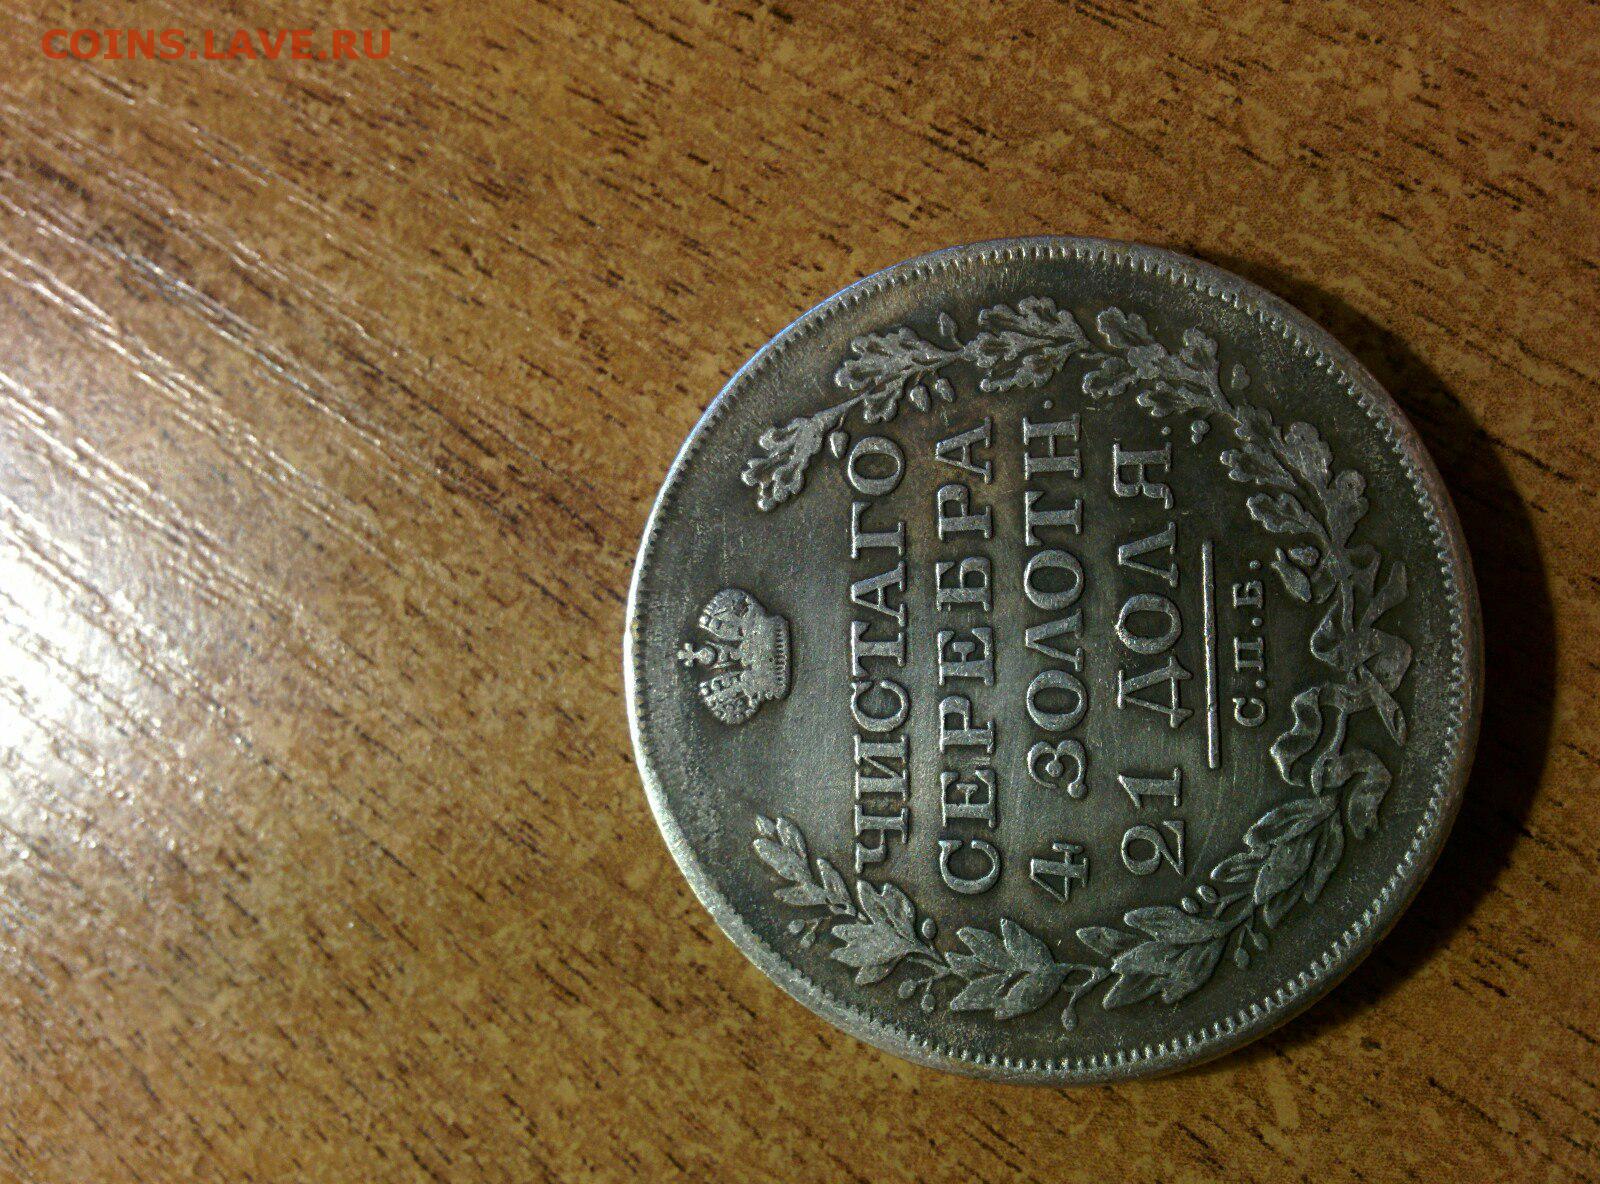 COINS.LAVE.RU
ЧИСТАГО
СЕРЕБРА
4 ЗОЛОТН.
21 ДОЛЯ.
С.П.Б.